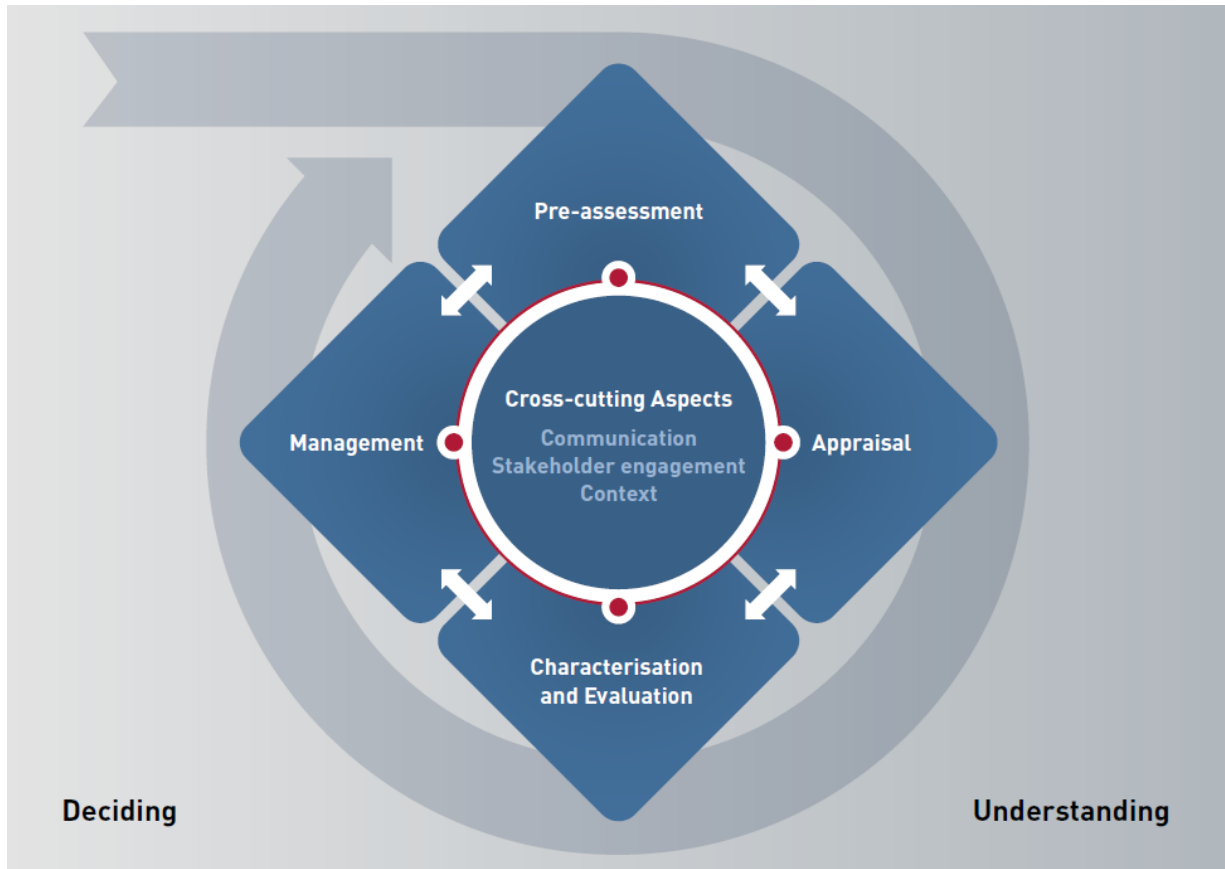 Pre-assessment
Cross-cutting Aspects
Communication
Stakeholder engagement
Context
Management
Appraisal
Characterisation
and Evaluation
Deciding
Understanding